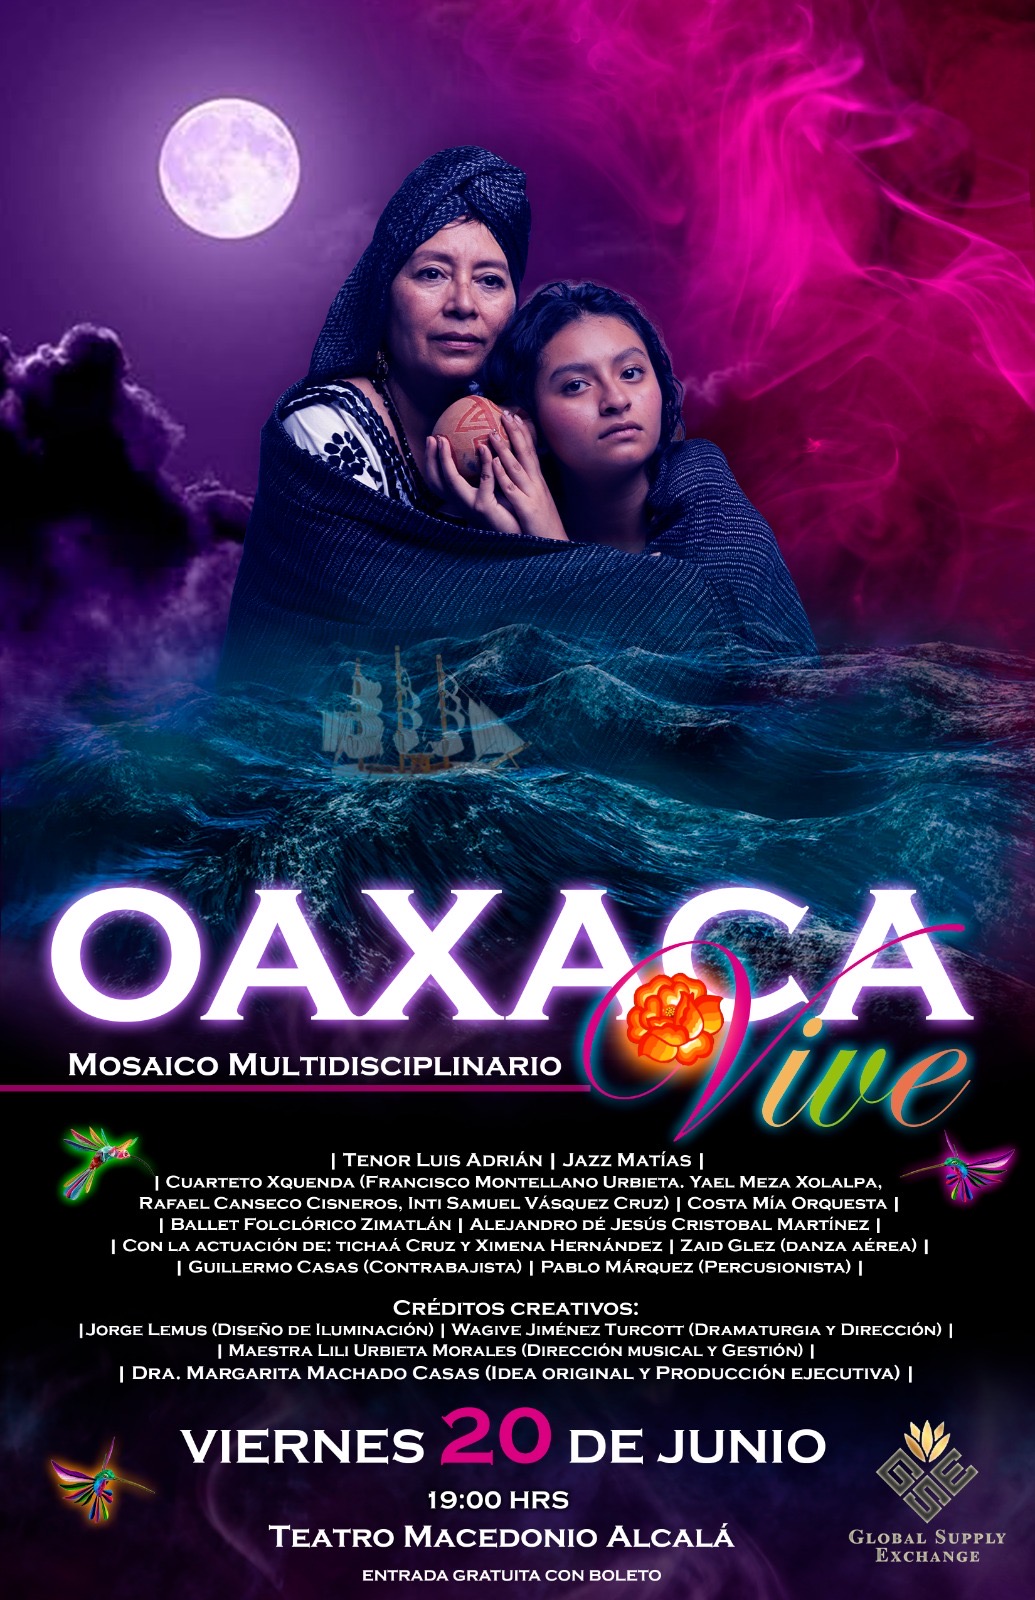 OAXACA
Vive
MOSAICO MULTIDISCIPLINARIO
| TENOR LUIS ADRIÁN | JAZZ MATÍAS |
| CUARTETO XQUENDA (FRANCISCO MONTELLANO URBIETA. YAEL MEZA XOLALPA,
RAFAEL CANSECO CISNEROS, INTI SAMUEL VÁSQUEZ CRUZ) | COSTA MÍA ORQUESTA |
| BALLET FOLCLÓRICO ZIMATLÁN | ALEJANDRO DÉ JESÚS CRISTOBAL MARTÍNEZ |
| CON LA ACTUACIÓN DE: TICHAÁ CRUZ Y XIMENA HERNÁNDEZ | ZAID GLEZ (DANZA AÉREA) |
| GUILLERMO CASAS (CONTRABAJISTA) | PABLO MÁRQUEZ (PERCUSIONISTA) |
CRÉDITOS CREATIVOS:
|JORGE LEMUS (DISEÑO DE ILUMINACIÓN) | WAGIVE JIMÉNEZ TURCOTT (DRAMATURGIA Y DIRECCIÓN) |
| MAESTRA LILI URBIETA MORALES (DIRECCIÓN MUSICAL Y GESTIÓN) |
| DRA. MARGARITA MACHADO CASAS (IDEA ORIGINAL Y PRODUCCIÓN EJECUTIVA) |
VIERNES 20 DE JUNIO
19:00 HRS
TEATRO MACEDONIO ALCALÁ
ENTRADA GRATUITA CON BOLETO
GSE
GLOBAL SUPPLY
EXCHANGE